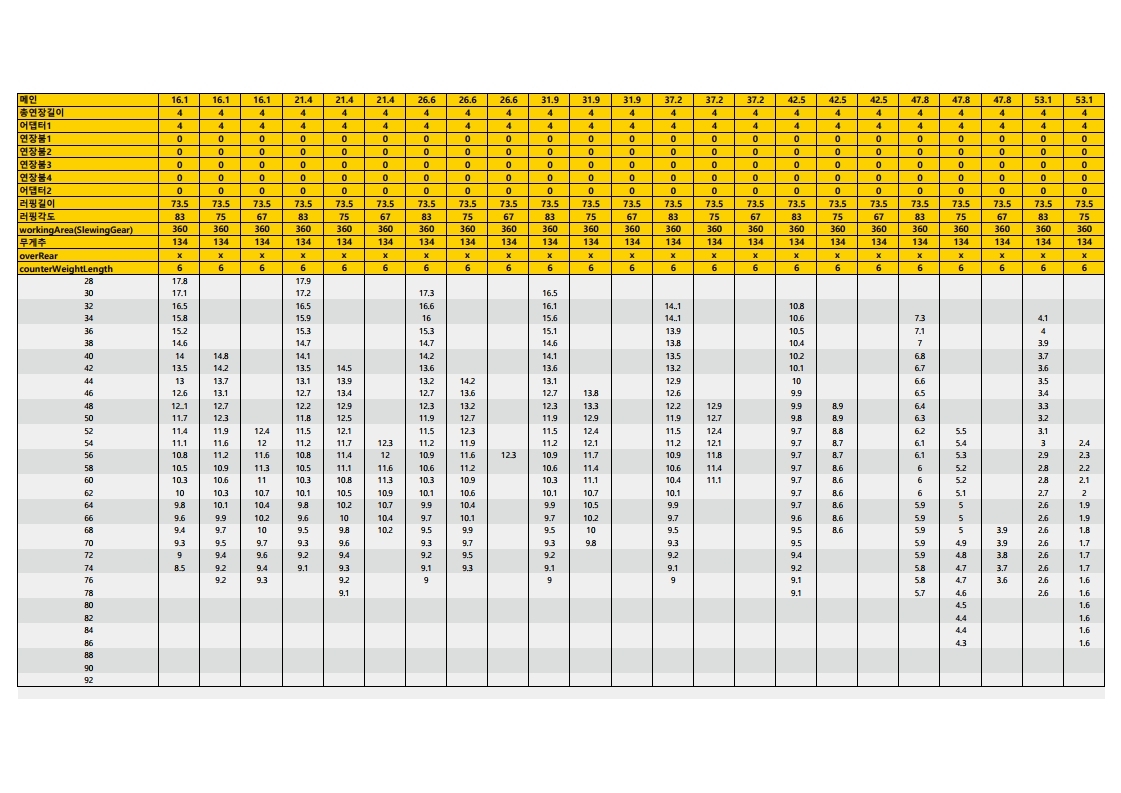 메인 16.1 16.1 16.1 21.4 21.4 21.4 26.6 26.6 26.6 31.9 31.9 31.9 37.2 37.2 37.2 42.5 42.5 42.5 47.8 47.8 47.8 53.1 53.1
총연장길이 4 4 4 4 4 4 4 4 4 4 4 4 4 4 4 4 4 4 4 4 4 4 4
어댑터1 4 4 4 4 4 4 4 4 4 4 4 4 4 4 4 4 4 4 4 4 4 4 4
연장붐1 0 0 0 0 0 0 0 0 0 0 0 0 0 0 0 0 0 0 0 0 0 0 0
연장붐2 0 0 0 0 0 0 0 0 0 0 0 0 0 0 0 0 0 0 0 0 0 0 0
연장붐3 0 0 0 0 0 0 0 0 0 0 0 0 0 0 0 0 0 0 0 0 0 0 0
연장붐4 0 0 0 0 0 0 0 0 0 0 0 0 0 0 0 0 0 0 0 0 0 0 0
어댑터2 0 0 0 0 0 0 0 0 0 0 0 0 0 0 0 0 0 0 0 0 0 0 0
러핑길이 73.5 73.5 73.5 73.5 73.5 73.5 73.5 73.5 73.5 73.5 73.5 73.5 73.5 73.5 73.5 73.5 73.5 73.5 73.5 73.5 73.5 73.5 73.5
러핑각도 83 75 67 83 75 67 83 75 67 83 75 67 83 75 67 83 75 67 83 75 67 83 75
workingArea(SlewingGear) 360 360 360 360 360 360 360 360 360 360 360 360 360 360 360 360 360 360 360 360 360 360 360
무게추 134 134 134 134 134 134 134 134 134 134 134 134 134 134 134 134 134 134 134 134 134 134 134
overRear x x x x x x x x x x x x x x x x x x x x x x x
counterWeightLength 6 6 6 6 6 6 6 6 6 6 6 6 6 6 6 6 6 6 6 6 6 6 6
28 17.8 17.9
30 17.1 17.2 17.3 16.5
32 16.5 16.5 16.6 16.1 14..1 10.8
34 15.8 15.9 16 15.6 14..1 10.6 7.3 4.1
36 15.2 15.3 15.3 15.1 13.9 10.5 7.1 4
38 14.6 14.7 14.7 14.6 13.8 10.4 7 3.9
40 14 14.8 14.1 14.2 14.1 13.5 10.2 6.8 3.7
42 13.5 14.2 13.5 14.5 13.6 13.6 13.2 10.1 6.7 3.6
44 13 13.7 13.1 13.9 13.2 14.2 13.1 12.9 10 6.6 3.5
46 12.6 13.1 12.7 13.4 12.7 13.6 12.7 13.8 12.6 9.9 6.5 3.4
48 12..1 12.7 12.2 12.9 12.3 13.2 12.3 13.3 12.2 12.9 9.9 8.9 6.4 3.3
50 11.7 12.3 11.8 12.5 11.9 12.7 11.9 12.9 11.9 12.7 9.8 8.9 6.3 3.2
52 11.4 11.9 12.4 11.5 12.1 11.5 12.3 11.5 12.4 11.5 12.4 9.7 8.8 6.2 5.5 3.1
54 11.1 11.6 12 11.2 11.7 12.3 11.2 11.9 11.2 12.1 11.2 12.1 9.7 8.7 6.1 5.4 3 2.4
56 10.8 11.2 11.6 10.8 11.4 12 10.9 11.6 12.3 10.9 11.7 10.9 11.8 9.7 8.7 6.1 5.3 2.9 2.3
58 10.5 10.9 11.3 10.5 11.1 11.6 10.6 11.2 10.6 11.4 10.6 11.4 9.7 8.6 6 5.2 2.8 2.2
60 10.3 10.6 11 10.3 10.8 11.3 10.3 10.9 10.3 11.1 10.4 11.1 9.7 8.6 6 5.2 2.8 2.1
62 10 10.3 10.7 10.1 10.5 10.9 10.1 10.6 10.1 10.7 10.1 9.7 8.6 6 5.1 2.7 2
64 9.8 10.1 10.4 9.8 10.2 10.7 9.9 10.4 9.9 10.5 9.9 9.7 8.6 5.9 5 2.6 1.9
66 9.6 9.9 10.2 9.6 10 10.4 9.7 10.1 9.7 10.2 9.7 9.6 8.6 5.9 5 2.6 1.9
68 9.4 9.7 10 9.5 9.8 10.2 9.5 9.9 9.5 10 9.5 9.5 8.6 5.9 5 3.9 2.6 1.8
70 9.3 9.5 9.7 9.3 9.6 9.3 9.7 9.3 9.8 9.3 9.5 5.9 4.9 3.9 2.6 1.7
72 9 9.4 9.6 9.2 9.4 9.2 9.5 9.2 9.2 9.4 5.9 4.8 3.8 2.6 1.7
74 8.5 9.2 9.4 9.1 9.3 9.1 9.3 9.1 9.1 9.2 5.8 4.7 3.7 2.6 1.7
76 9.2 9.3 9.2 9 9 9 9.1 5.8 4.7 3.6 2.6 1.6
78 9.1 9.1 5.7 4.6 2.6 1.6
80 4.5 1.6
82 4.4 1.6
84 4.4 1.6
86 4.3 1.6
88
90
92